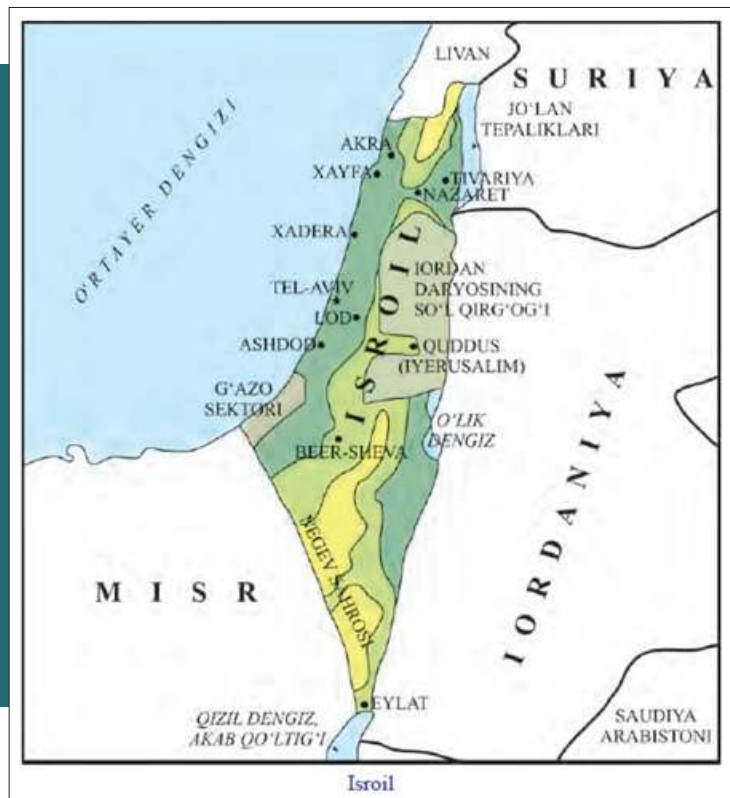 LIVAN
SURIYA
JO‘LAN
TEPALIKLARI
AKRA
XAYFA
TIVARIYA
NAZARET
O‘RTAYER DENGIZI
XADERA
ISROIL
IORDAN
DARYOSINING
SO‘L QIRG‘OG‘I
TEL-AVIV
LOD
ASHDOD
QUDDUS
(IYERUSALIM)
G‘AZO
SEKTORI
O‘LIK
DENGIZ
BEER-SHEVA
IORDANIYA
NEGEV SAHROSI
MISR
EYLAT
QIZIL DENGIZ,
AKAB QO‘LTIG‘I
SAUDIYA
ARABISTONI
Isroil